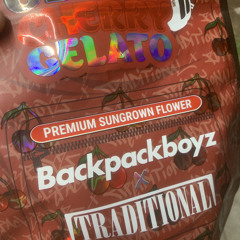 GELATO
PREMIUM SUNGROWN FLOWER
Backpackboyz
X
TRADITIONAL